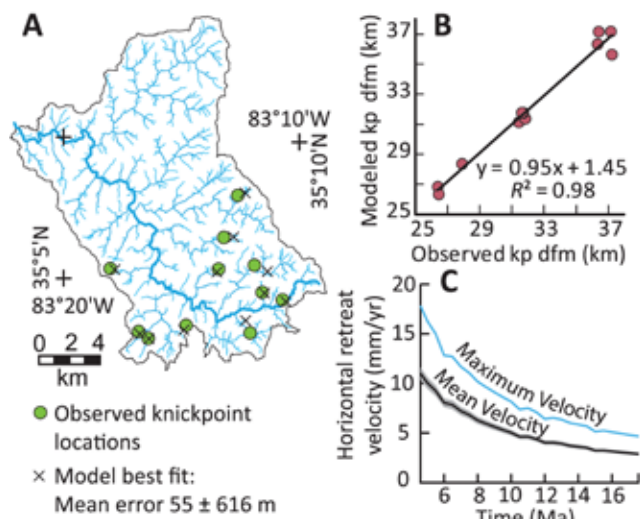 A
83°10'W
35°10'N
35°5'N
83°20'W
0 2 4
km
Observed knickpoint
locations
× Model best fit:
Mean error 55 ± 616 m
B
Modeled kp dfm (km)
37
33
29
25
y = 0.95x + 1.45
R² = 0.98
25 29 33 37
Observed kp dfm (km)
C
Horizontal retreat
velocity (mm/yr)
20
15
10
5
0
Maximum Velocity
Mean Velocity
6 8 10 12 14 16
Time (Ma)